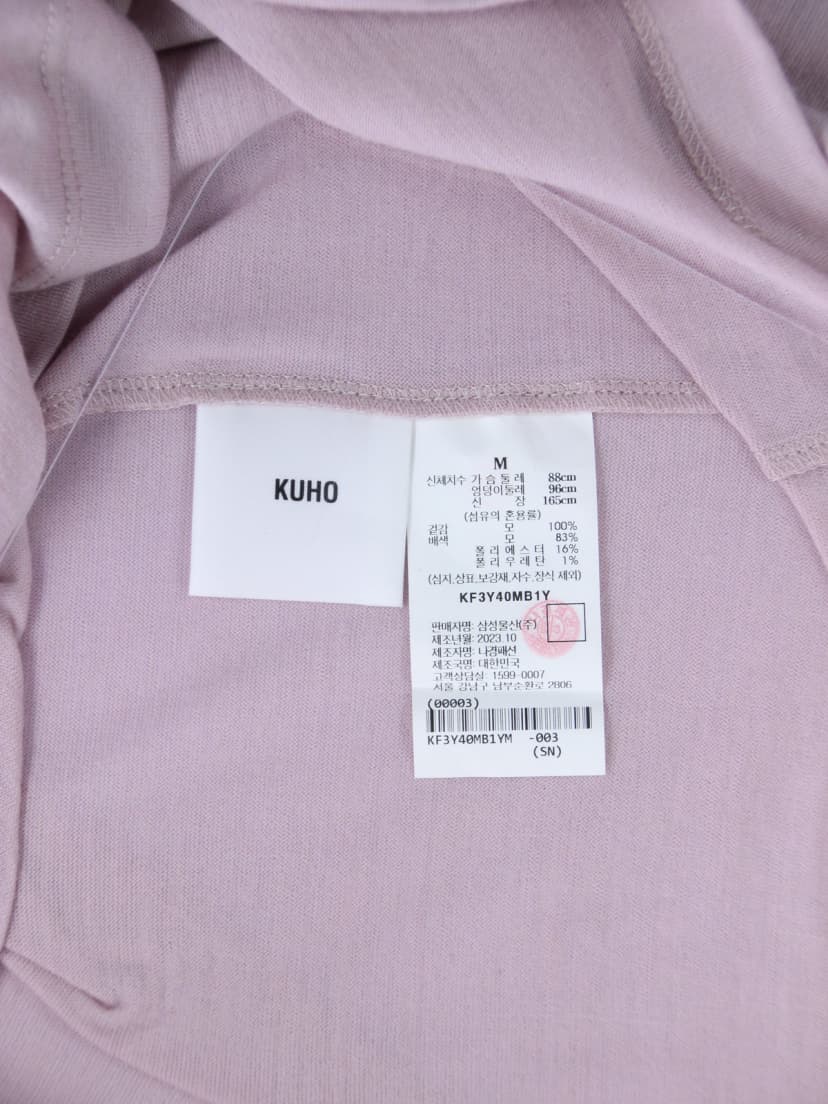 KUHO
M
신체치수 가 슴 둘 레 88cm
엉덩이둘레 96cm
신 장 165cm
(섬유의 혼용률)
겉감 모 100%
배색 모 83%
폴 리 에 스 터 16%
폴 리 우 레 탄 1%
(심지,상표,보강재,자수,장식 제외)
KF3Y40MB1Y
판매자명: 삼성물산(주)
제조년월: 2023.10
제조자명: 나경패션
제조국명: 대한민국
고객상담실: 1599-0007
서울 강남구 남부순환로 2806
(00003)
KF3Y40MB1YM -003
(SN)